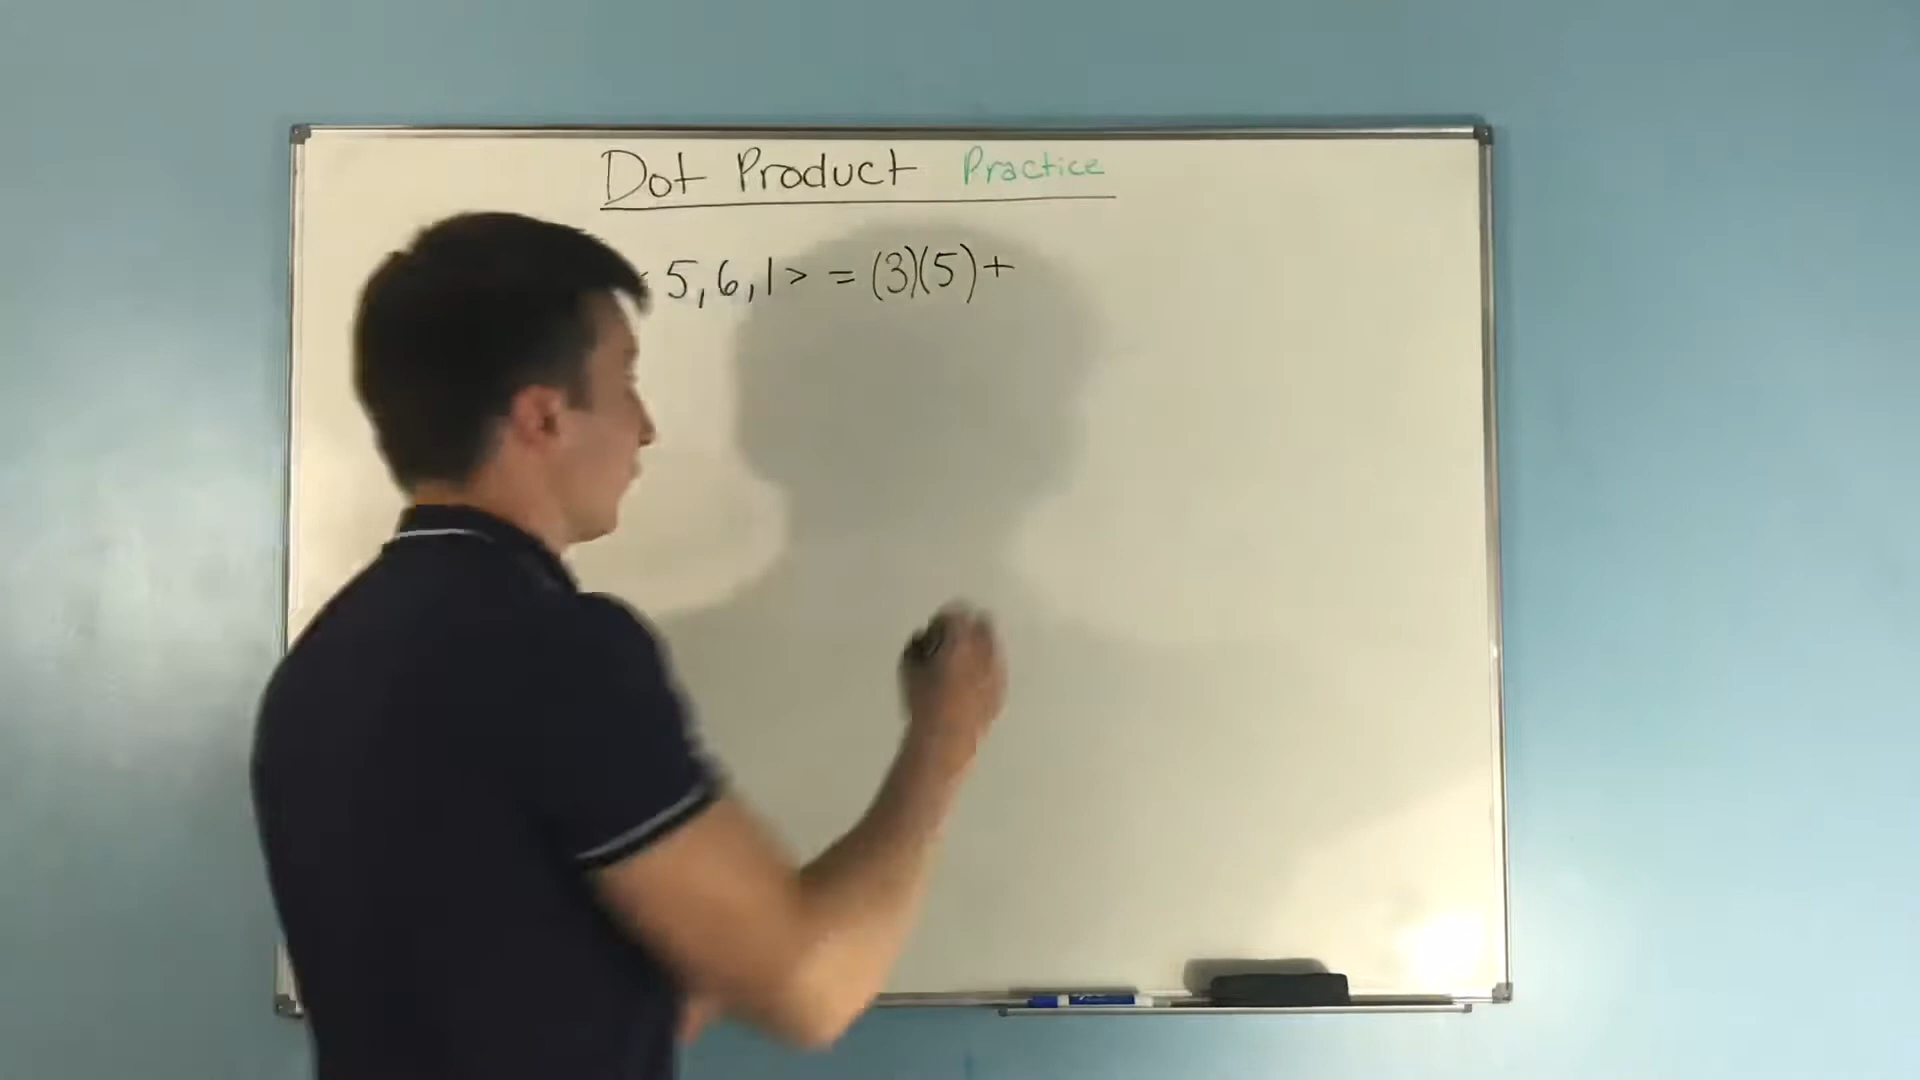 Dot Product Practice
< 5, 6, 1 > = (3)(5) +